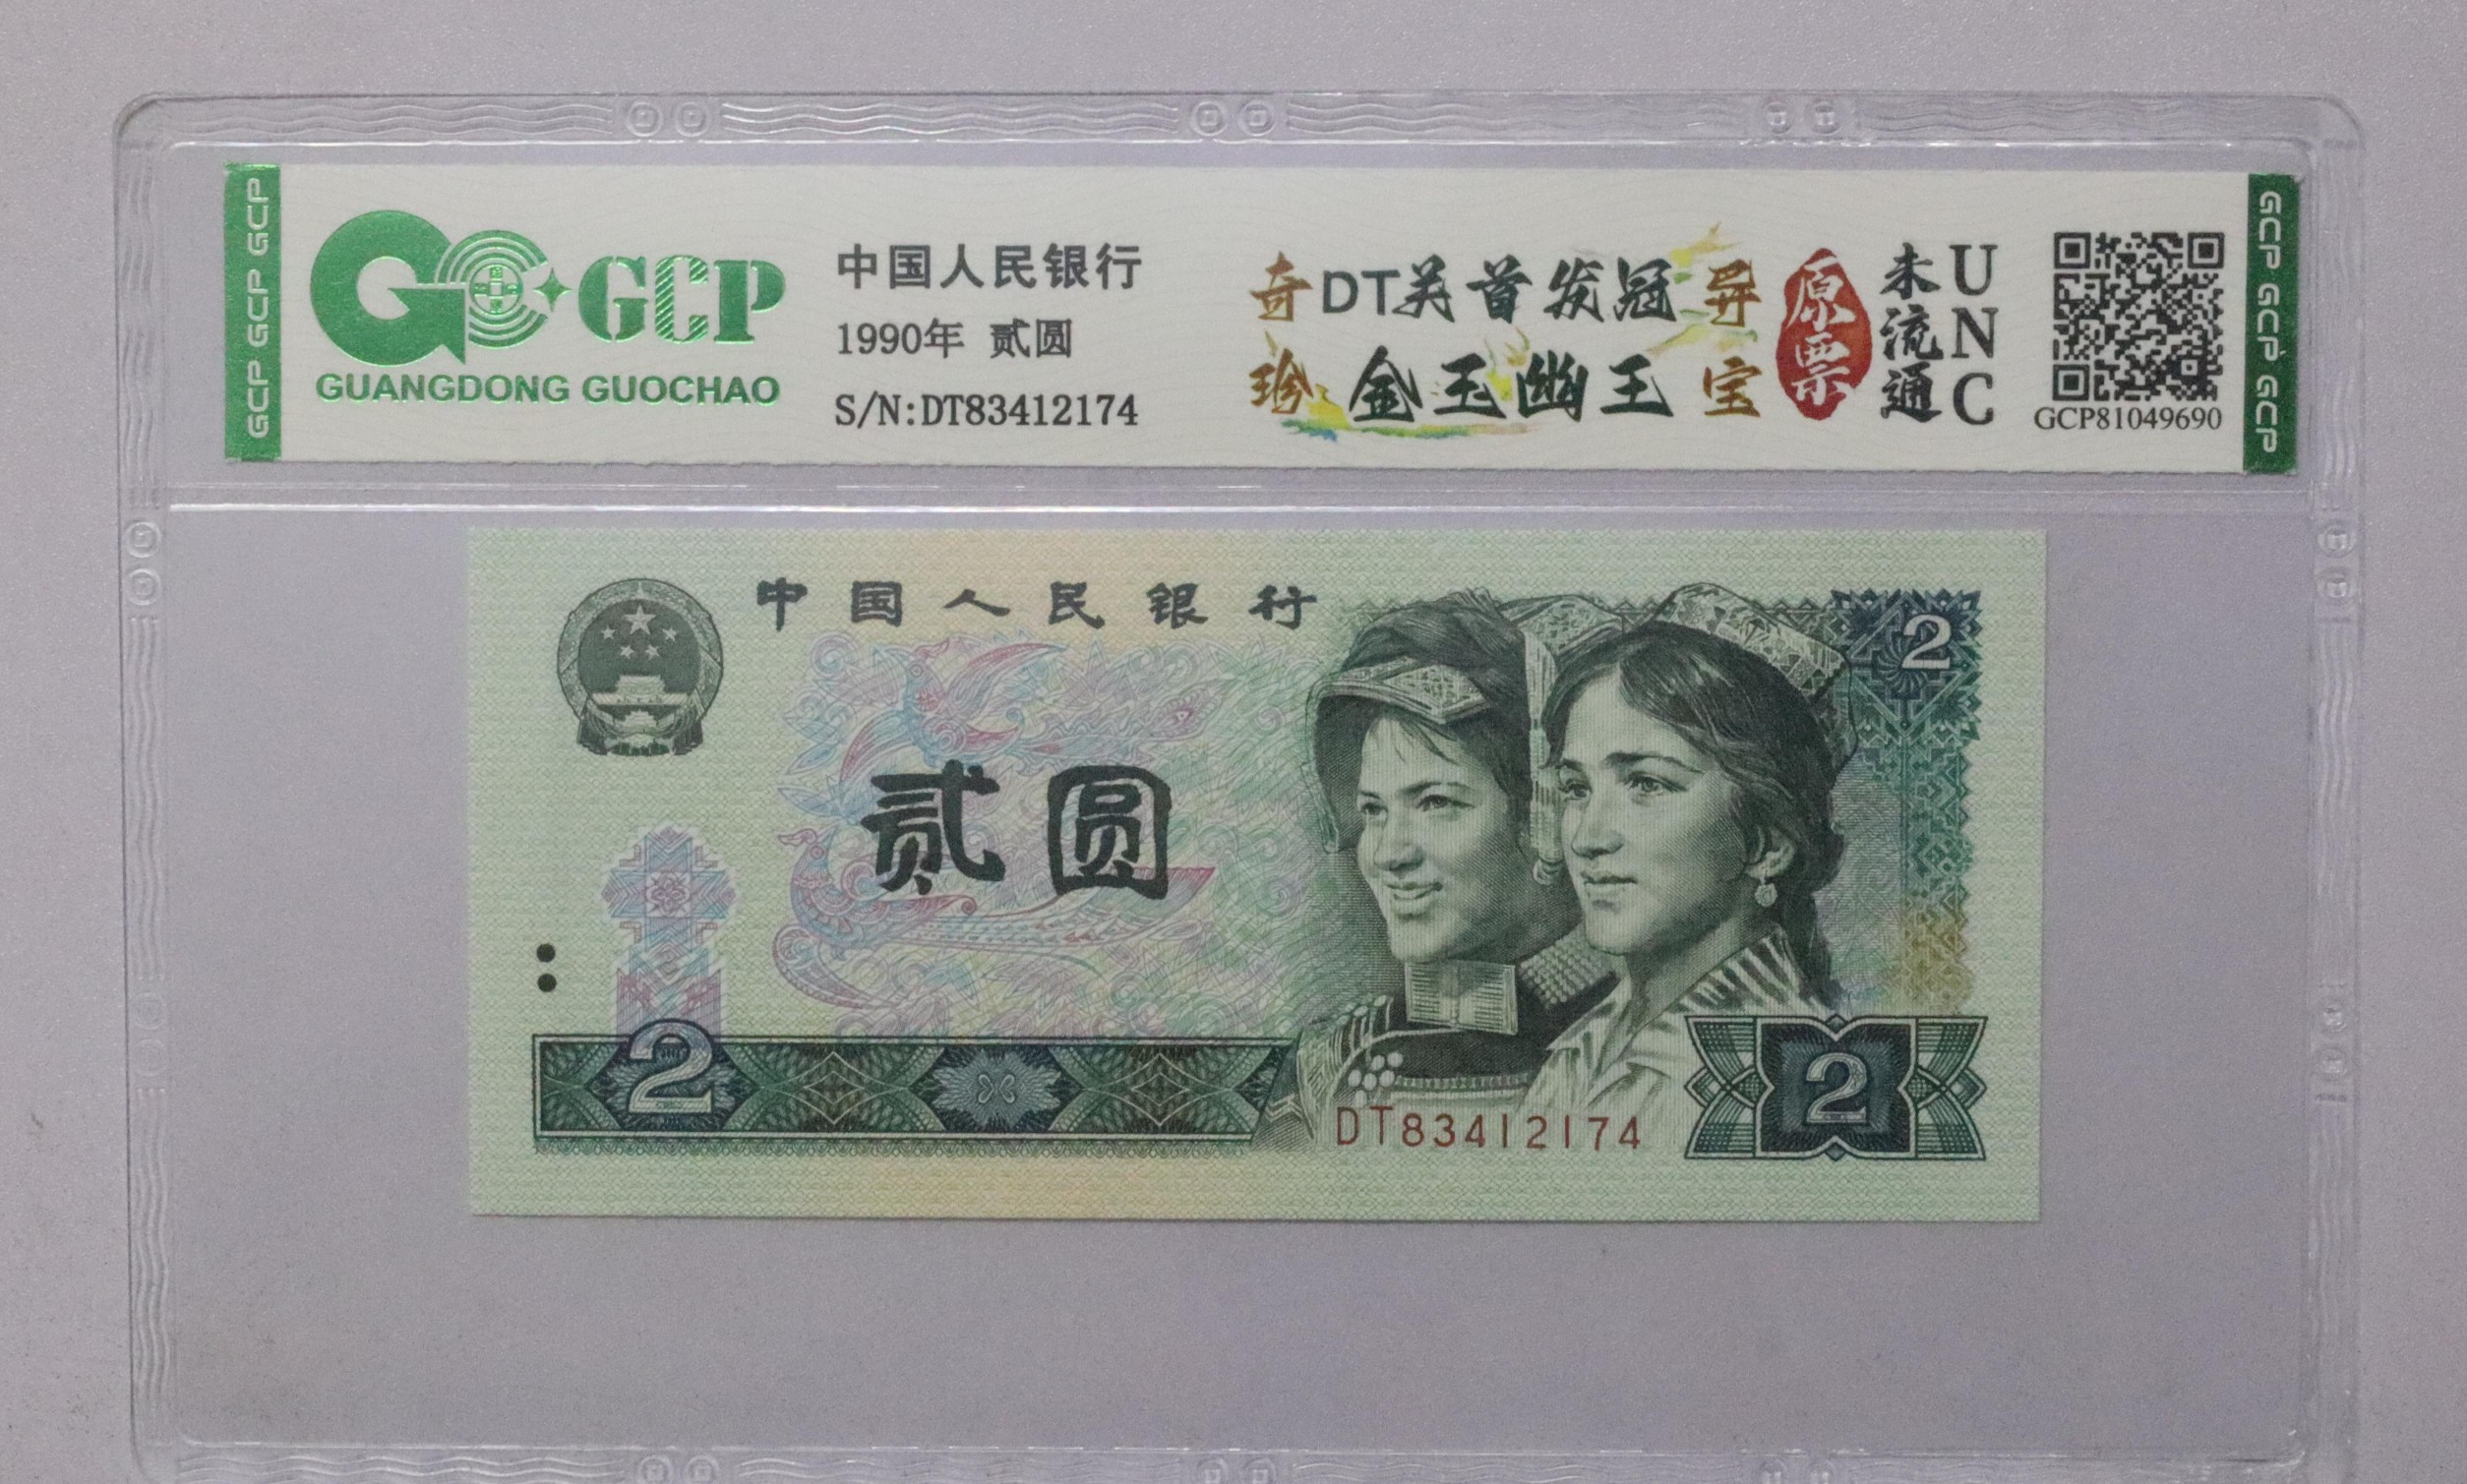 GCP GCP GCP
GCP
GUANGDONG GUOCHAO
中国人民银行
1990年 贰圆
S/N:DT83412174
奇珍
DT关首发冠
金玉幽王
异宝
原票
未流通
UNC
GCP81049690
GCP GCP GCP
中国人民银行
贰圆
2
2
DT83412174
2